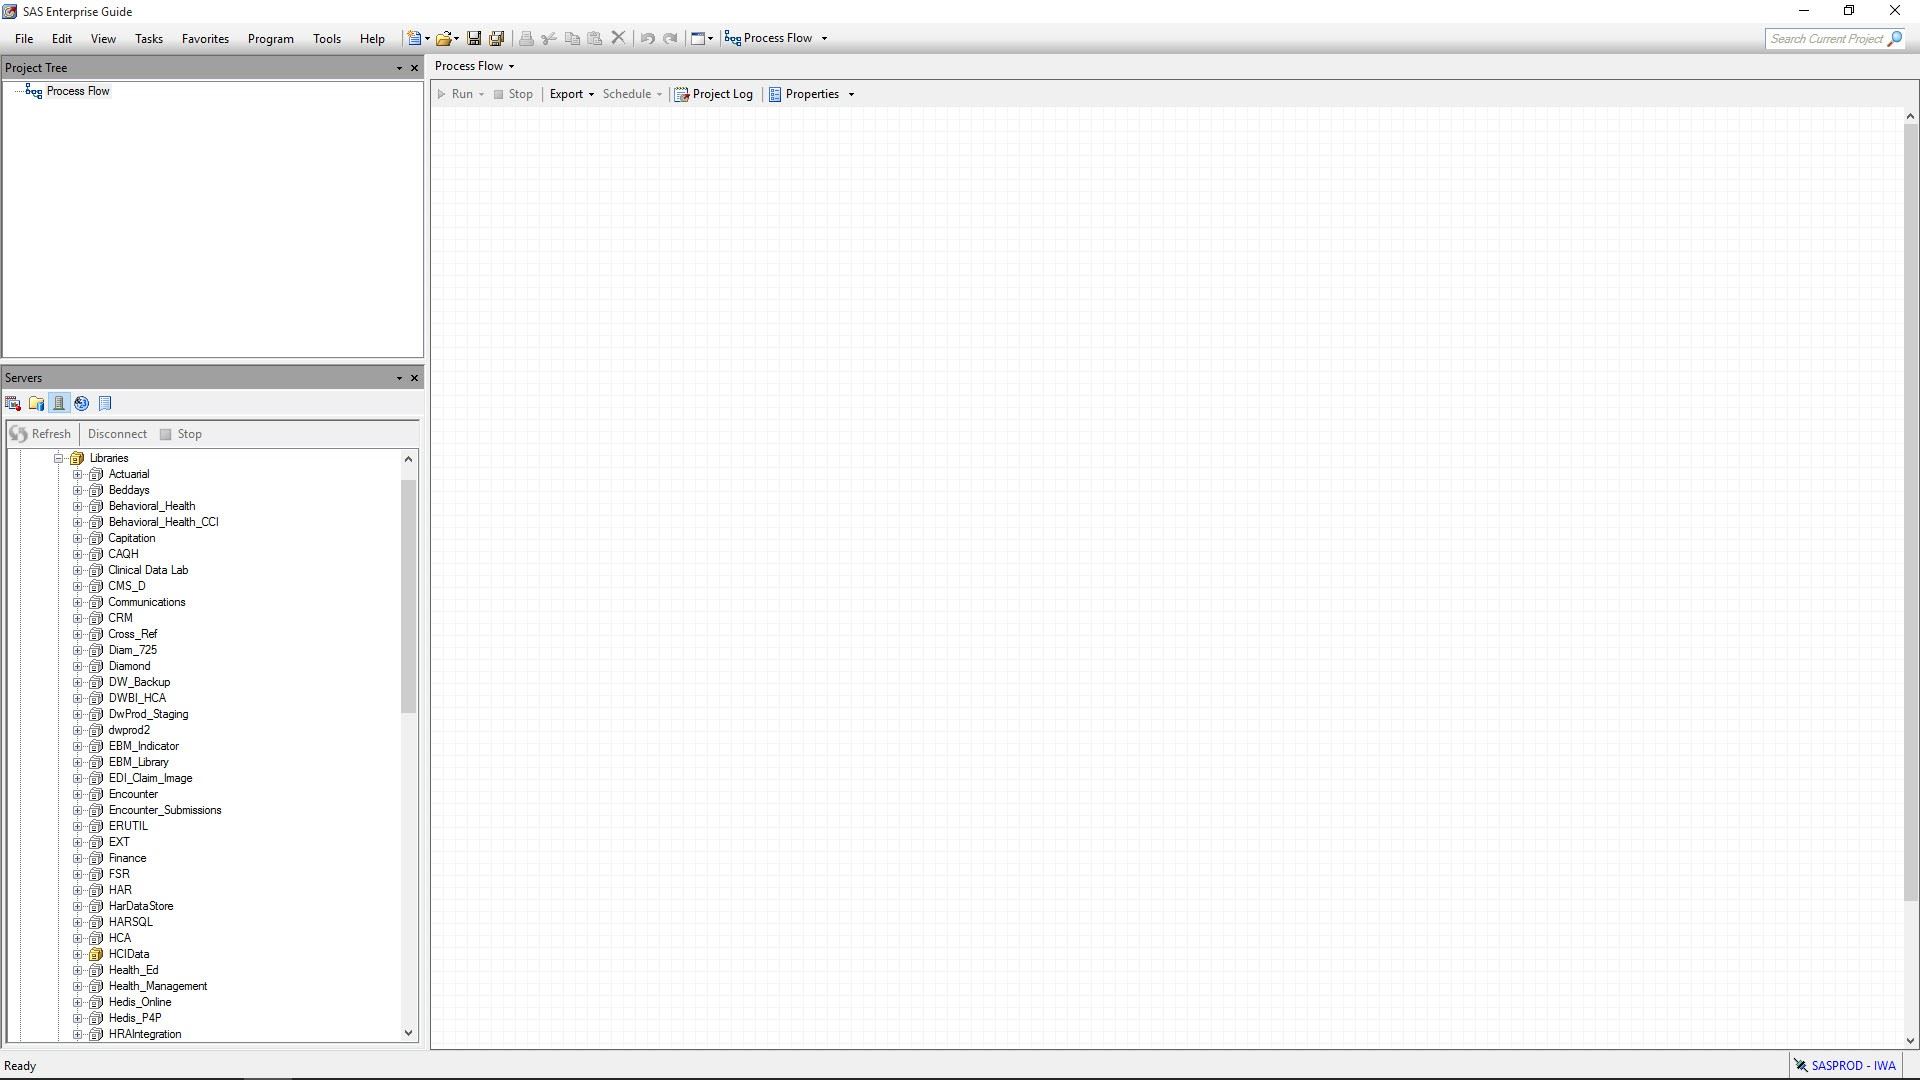 SAS Enterprise Guide
File Edit View Tasks Favorites Program Tools Help Process Flow Search Current Project
Project Tree
Process Flow
Process Flow
Run Stop Export Schedule Project Log Properties
Servers
Refresh Disconnect Stop
Libraries
Actuarial
Beddays
Behavioral_Health
Behavioral_Health_CCI
Capitation
CAQH
Clinical Data Lab
CMS_D
Communications
CRM
Cross_Ref
Diam_725
Diamond
DW_Backup
DWBI_HCA
DwProd_Staging
dwprod2
EBM_Indicator
EBM_Library
EDI_Claim_Image
Encounter
Encounter_Submissions
ERUTIL
EXT
Finance
FSR
HAR
HarDataStore
HARSQL
HCA
HCIData
Health_Ed
Health_Management
Hedis_Online
Hedis_P4P
HRAIntegration
Ready
SASPROD - IWA